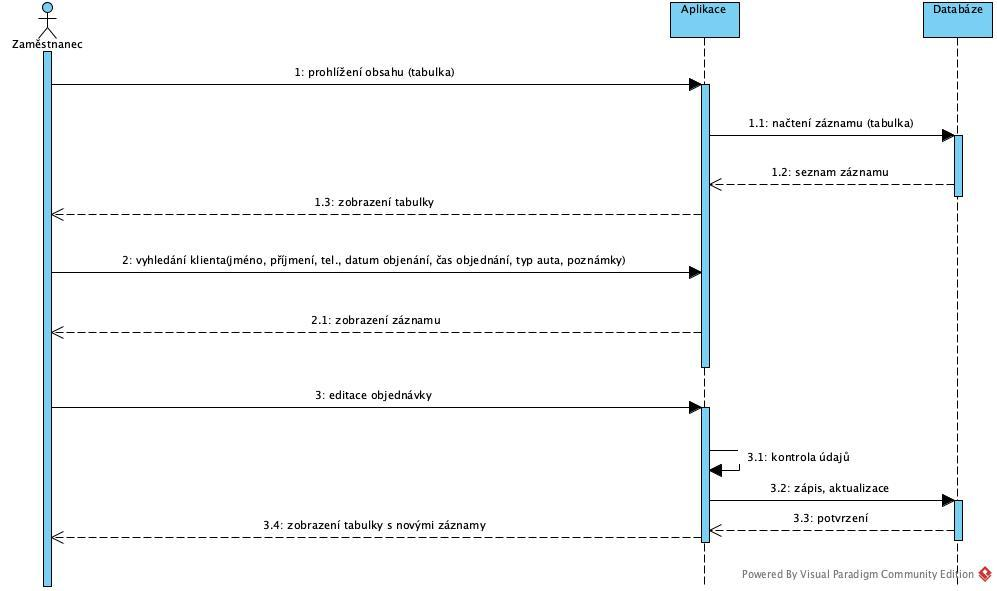 Zaměstnanec
Aplikace
Databáze
1: prohlížení obsahu (tabulka)
1.1: načtení záznamu (tabulka)
1.2: seznam záznamu
1.3: zobrazení tabulky
2: vyhledání klienta(jméno, příjmení, tel., datum objenání, čas objednání, typ auta, poznámky)
2.1: zobrazení záznamu
3: editace objednávky
3.1: kontrola údajů
3.2: zápis, aktualizace
3.3: potvrzení
3.4: zobrazení tabulky s novými záznamy
Powered By Visual Paradigm Community Edition